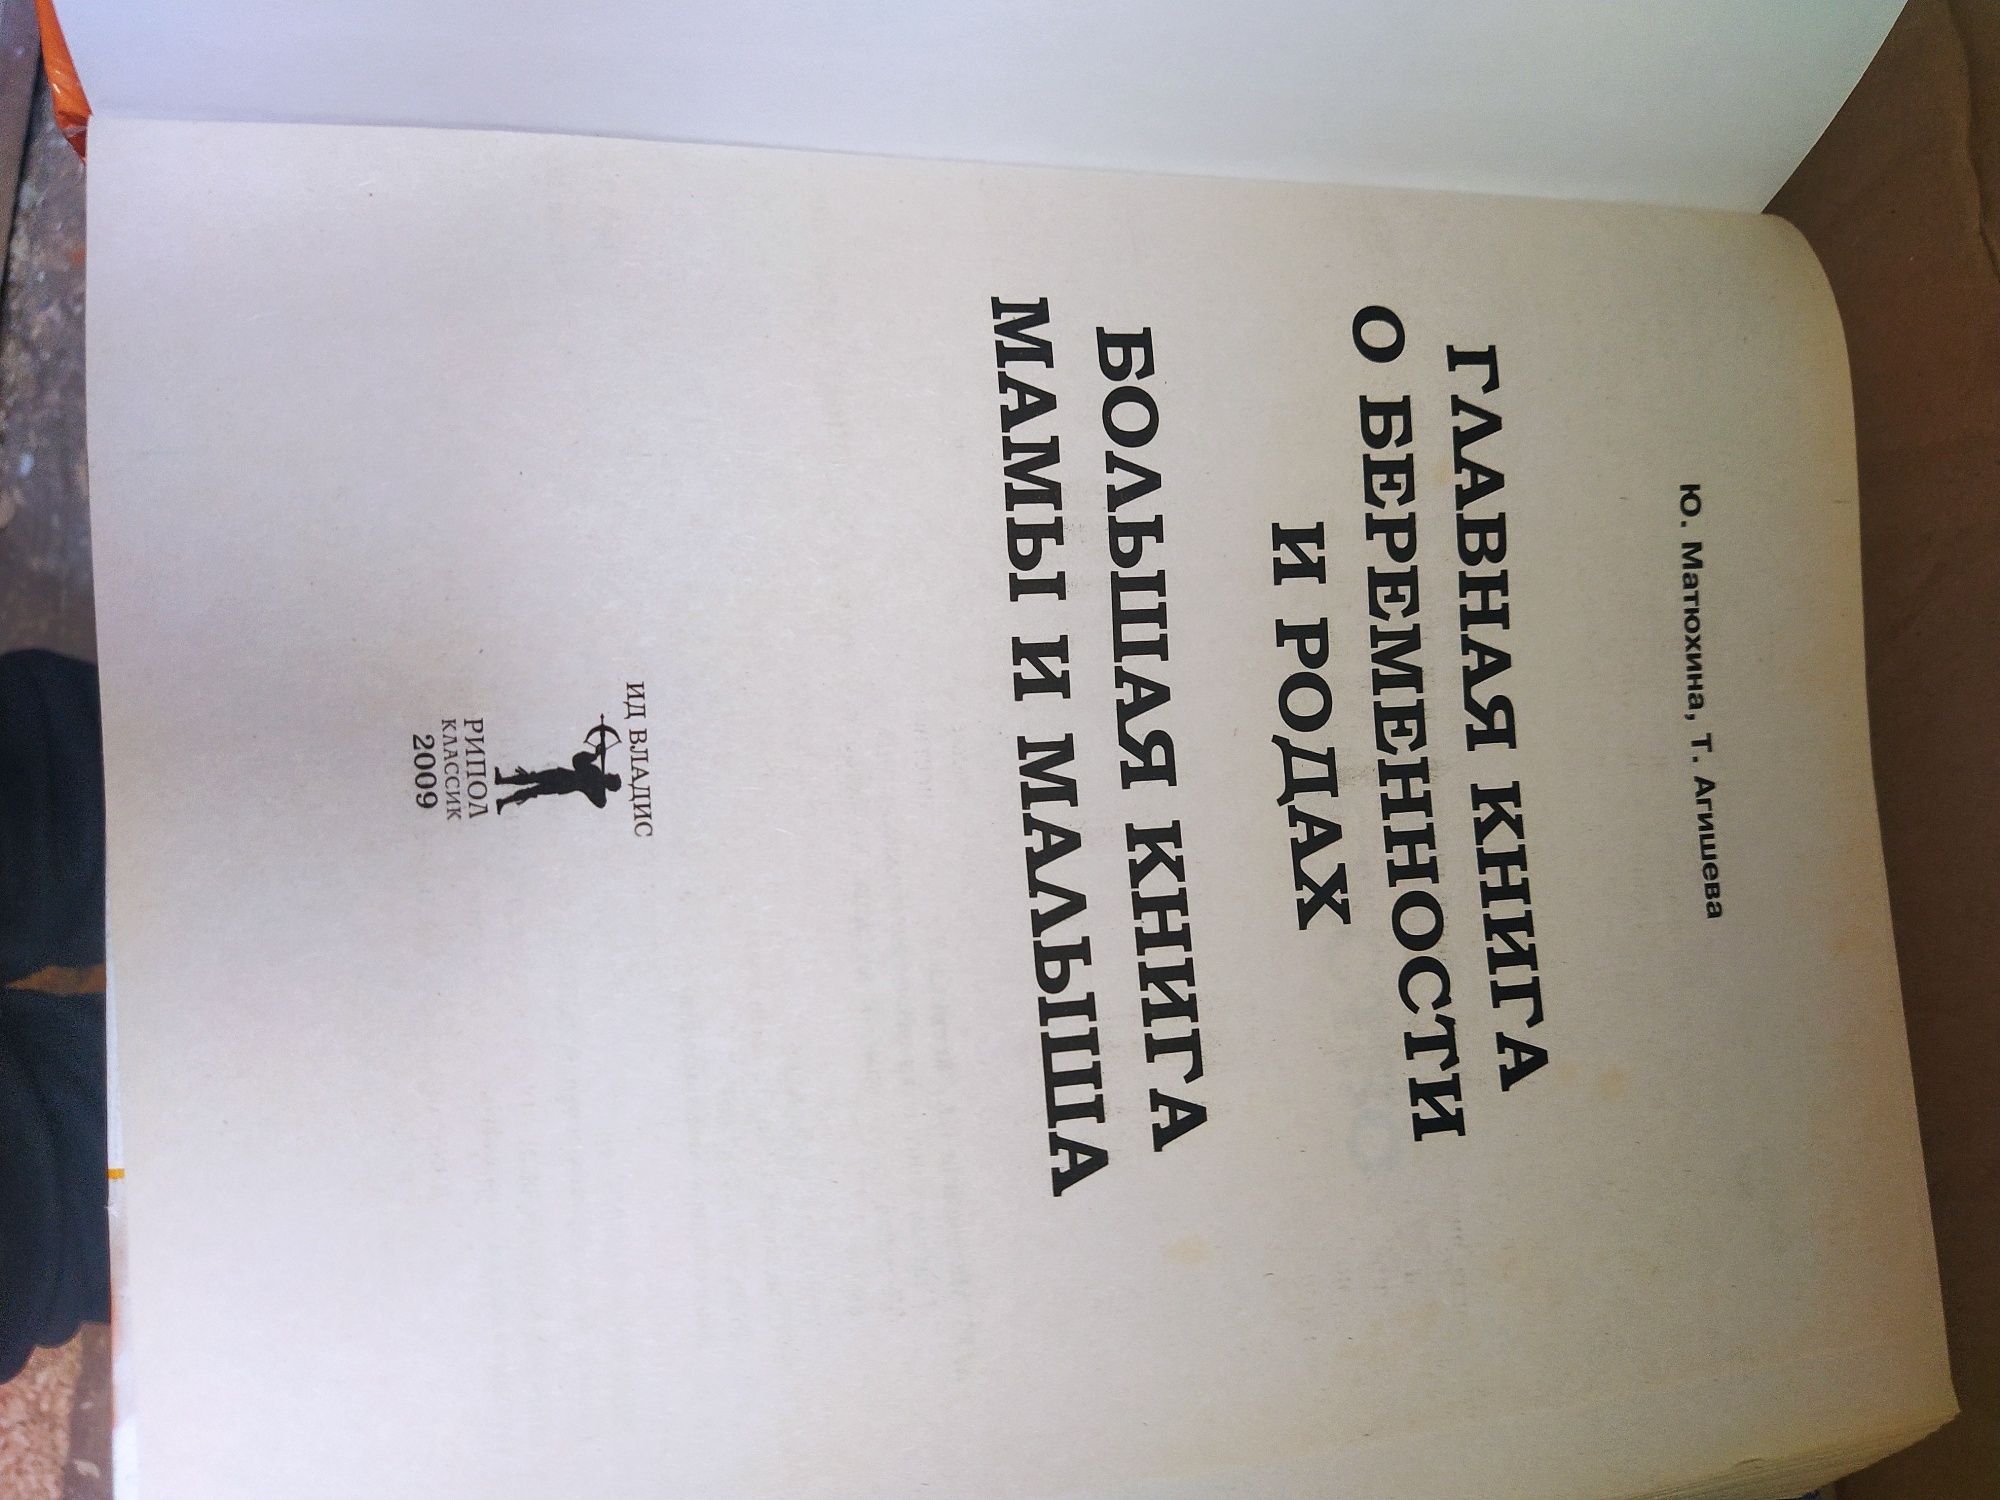 Ю. Матюхина, Т. Агишева
ГЛАВНАЯ КНИГА
О БЕРЕМЕННОСТИ
И РОДАХ
БОЛЬШАЯ КНИГА
МАМЫ И МАЛЫША
ИД ВЛАДИС
РИПОЛ
КЛАССИК
2009